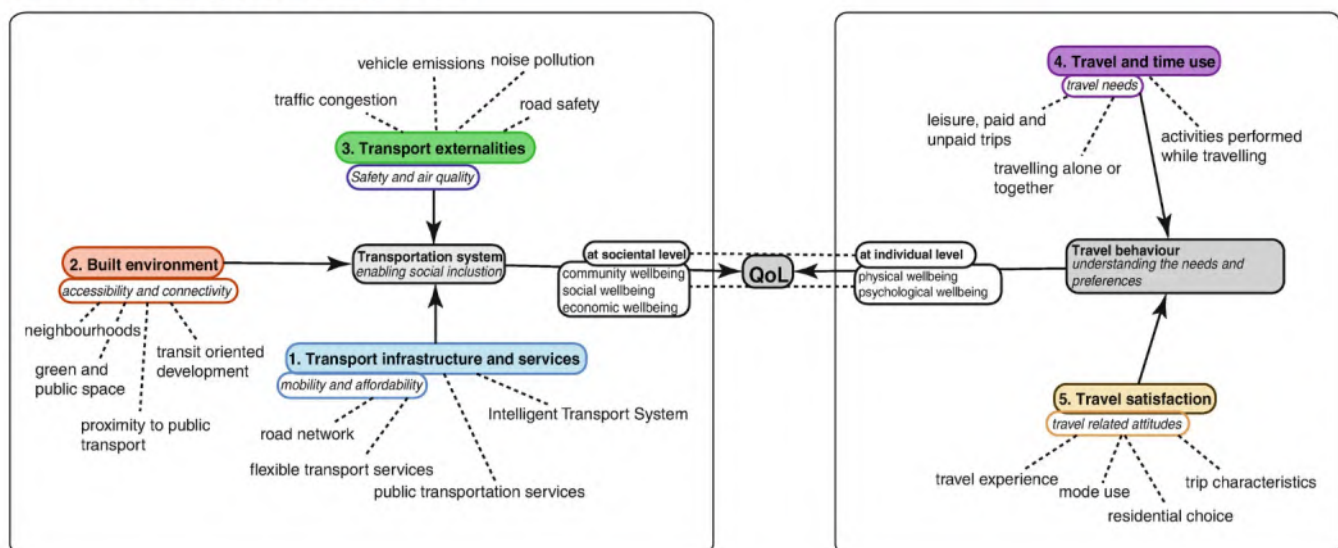 vehicle emissions
noise pollution
traffic congestion
road safety
3. Transport externalities
Safety and air quality
2. Built environment
accessibility and connectivity
neighbourhoods
green and
public space
proximity to public
transport
transit oriented
development
Transportation system
enabling social inclusion
1. Transport infrastructure and services
mobility and affordability
road network
flexible transport services
public transportation services
Intelligent Transport System
at sociental level
community wellbeing
social wellbeing
economic wellbeing
QoL
at individual level
physical wellbeing
psychological wellbeing
4. Travel and time use
travel needs
leisure, paid and
unpaid trips
travelling alone or
together
activities performed
while travelling
Travel behaviour
understanding the needs and
preferences
5. Travel satisfaction
travel related attitudes
travel experience
mode use
residential choice
trip characteristics